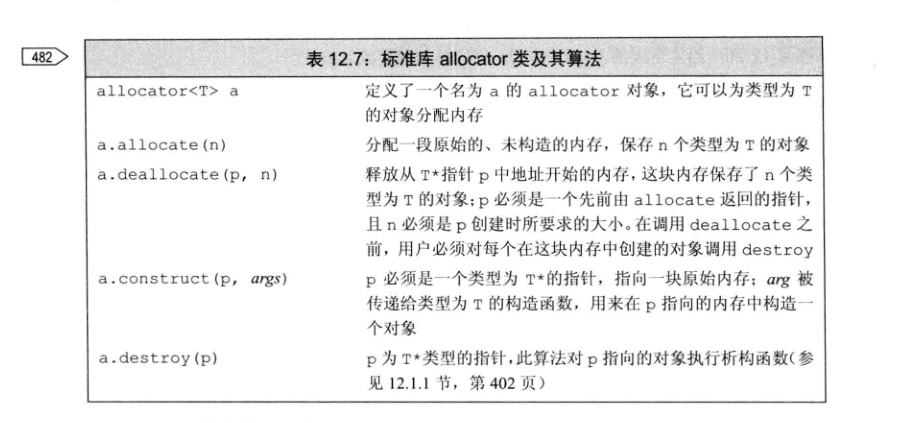 482
表 12.7：标准库 allocator 类及其算法
allocator<T> a 定义了一个名为 a 的 allocator 对象，它可以为类型为 T
的对象分配内存
a.allocate(n) 分配一段原始的、未构造的内存，保存 n 个类型为 T 的对象
a.deallocate(p, n) 释放从 T*指针 p 中地址开始的内存，这块内存保存了 n 个类
型为 T 的对象；p 必须是一个先前由 allocate 返回的指针，
且 n 必须是 p 创建时所要求的大小。在调用 deallocate 之
前，用户必须对每个在这块内存中创建的对象调用 destroy
a.construct(p, args) p 必须是一个类型为 T*的指针，指向一块原始内存；arg 被
传递给类型为 T 的构造函数，用来在 p 指向的内存中构造一
个对象
a.destroy(p) p 为 T*类型的指针，此算法对 p 指向的对象执行析构函数（参
见 12.1.1 节，第 402 页）